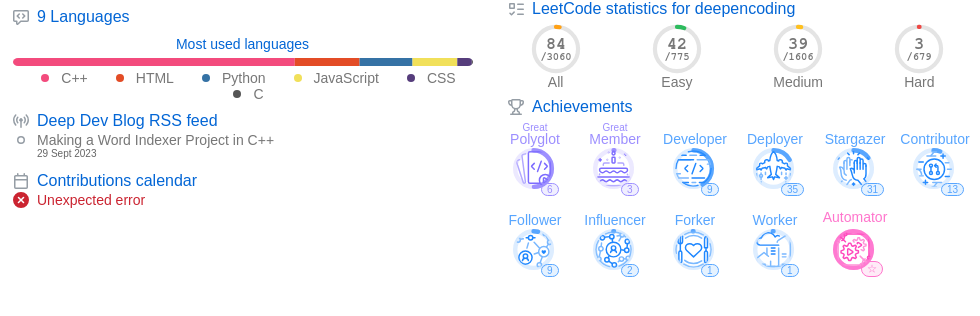 9 Languages
Most used languages
C++ HTML Python JavaScript CSS
C
Deep Dev Blog RSS feed
Making a Word Indexer Project in C++
29 Sept 2023
Contributions calendar
Unexpected error
LeetCode statistics for deepencoding
84 42 39 3
/3060 /775 /1606 /679
All Easy Medium Hard
Achievements
Great Great
Polyglot Member Developer Deployer Stargazer Contributor
6 3 9 35 31 13
Follower Influencer Forker Worker Automator
9 2 1 1